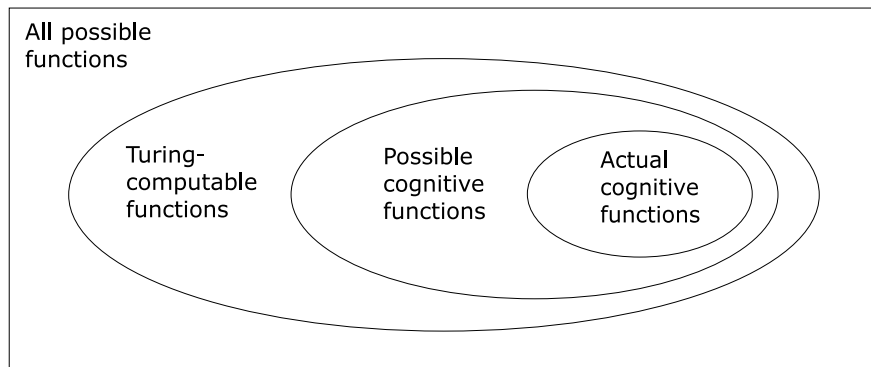 All possible
functions
Turing-
computable
functions
Possible
cognitive
functions
Actual
cognitive
functions